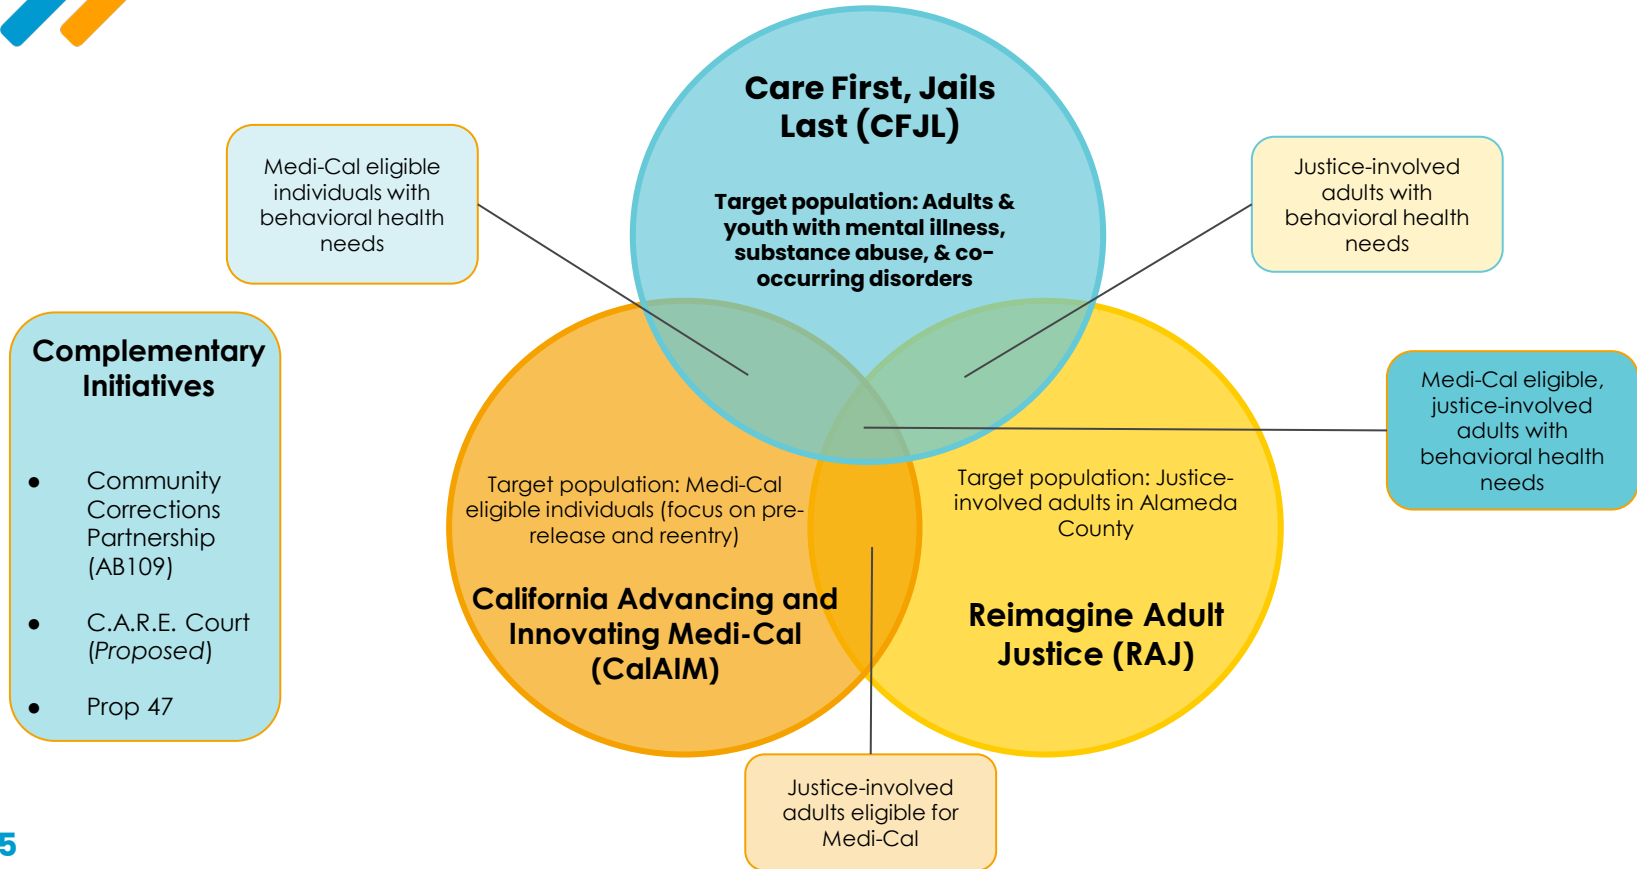 Care First, Jails
Last (CFJL)
Target population: Adults &
youth with mental illness,
substance abuse, & co-
occurring disorders
Medi-Cal eligible
individuals with
behavioral health
needs
Justice-involved
adults with
behavioral health
needs
Complementary
Initiatives
● Community
Corrections
Partnership
(AB109)
● C.A.R.E. Court
(Proposed)
● Prop 47
Medi-Cal eligible,
justice-involved
adults with
behavioral health
needs
Target population: Medi-Cal
eligible individuals (focus on pre-
release and reentry)
California Advancing and
Innovating Medi-Cal
(CalAIM)
Target population: Justice-
involved adults in Alameda
County
Reimagine Adult
Justice (RAJ)
Justice-involved
adults eligible for
Medi-Cal
5